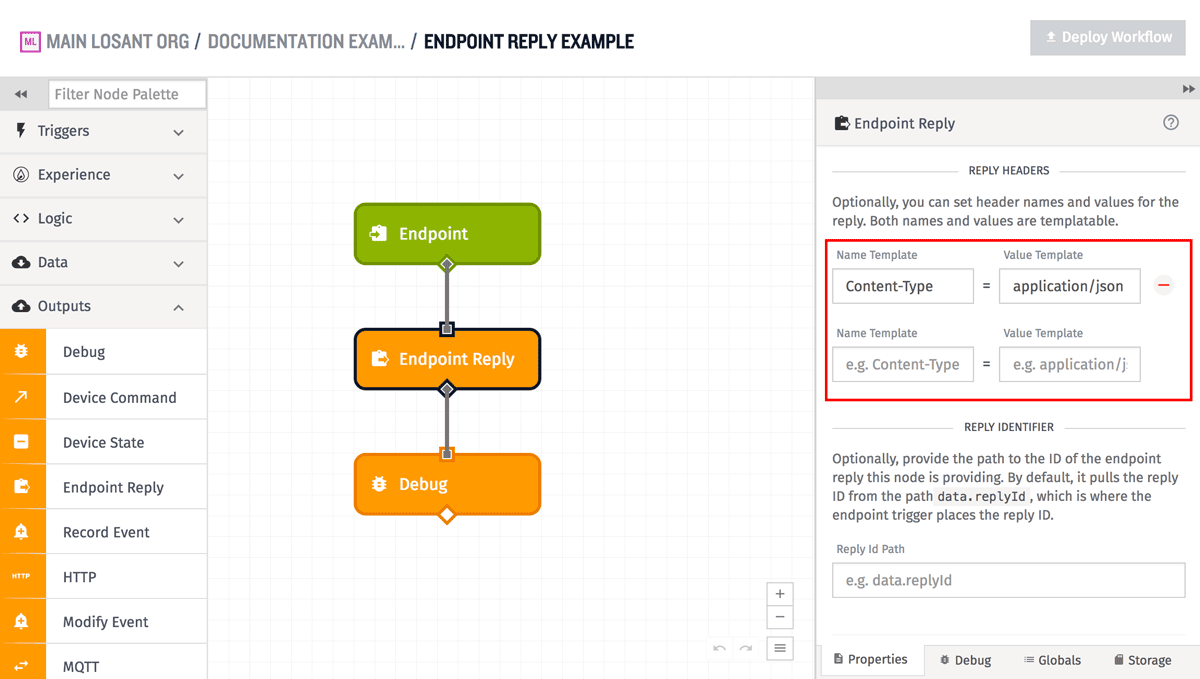 ML MAIN LOSANT ORG / DOCUMENTATION EXAM... / ENDPOINT REPLY EXAMPLE
Deploy Workflow
Filter Node Palette
Triggers
Experience
Logic
Data
Outputs
Debug
Device Command
Device State
Endpoint Reply
Record Event
HTTP HTTP
Modify Event
MQTT
Endpoint
Endpoint Reply
Debug
Endpoint Reply
REPLY HEADERS
Optionally, you can set header names and values for the
reply. Both names and values are templatable.
Name Template Value Template
Content-Type = application/json
Name Template Value Template
e.g. Content-Type = e.g. application/j
REPLY IDENTIFIER
Optionally, provide the path to the ID of the endpoint
reply this node is providing. By default, it pulls the reply
ID from the path data.replyId, which is where the
endpoint trigger places the reply ID.
Reply Id Path
e.g. data.replyId
Properties Debug Globals Storage